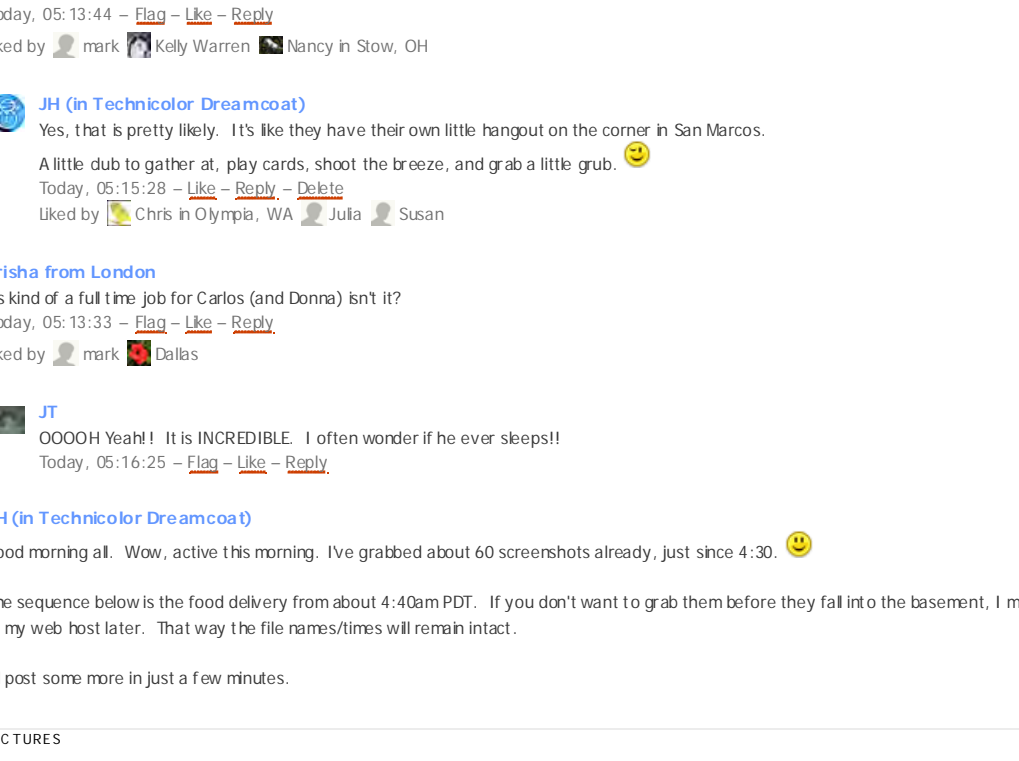 oday, 05:13:44 – Flag – Like – Reply
ked by mark Kelly Warren Nancy in Stow, OH
JH (in Technicolor Dreamcoat)
Yes, that is pretty likely. It's like they have their own little hangout on the corner in San Marcos.
A little club to gather at, play cards, shoot the breeze, and grab a little grub.
Today, 05:15:28 – Like – Reply – Delete
Liked by Chris in Olympia, WA Julia Susan
risha from London
s kind of a full time job for Carlos (and Donna) isn't it?
oday, 05:13:33 – Flag – Like – Reply
ked by mark Dallas
JT
OOOOH Yeah!! It is INCREDIBLE. I often wonder if he ever sleeps!!
Today, 05:16:25 – Flag – Like – Reply
H (in Technicolor Dreamcoat)
ood morning all. Wow, active this morning. I've grabbed about 60 screenshots already, just since 4:30.
he sequence below is the food delivery from about 4:40am PDT. If you don't want to grab them before they fall into the basement, I m
my web host later. That way the file names/times will remain intact.
post some more in just a few minutes.
CTURES